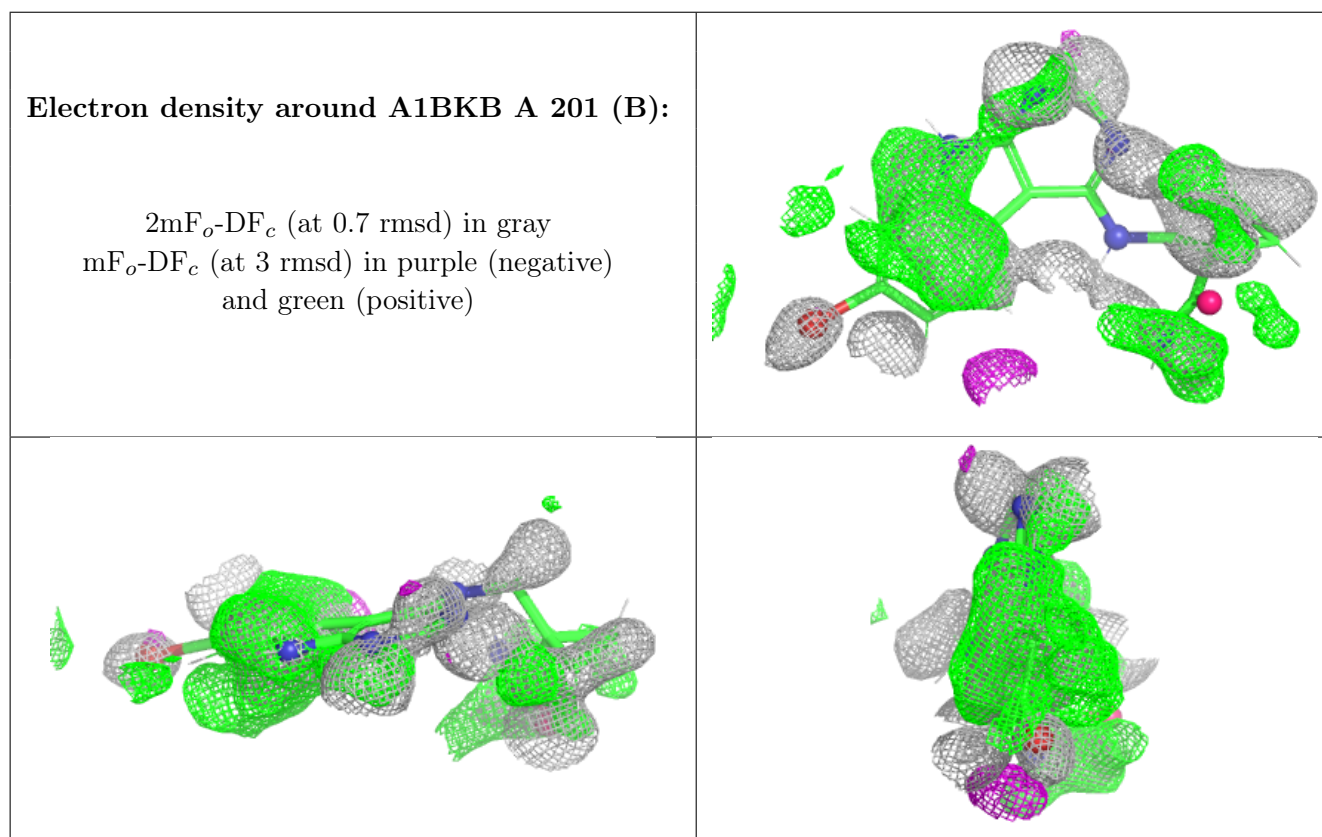 Electron density around A1BKB A 201 (B):
2mFₒ-DF𝒸 (at 0.7 rmsd) in gray
mFₒ-DF𝒸 (at 3 rmsd) in purple (negative)
and green (positive)